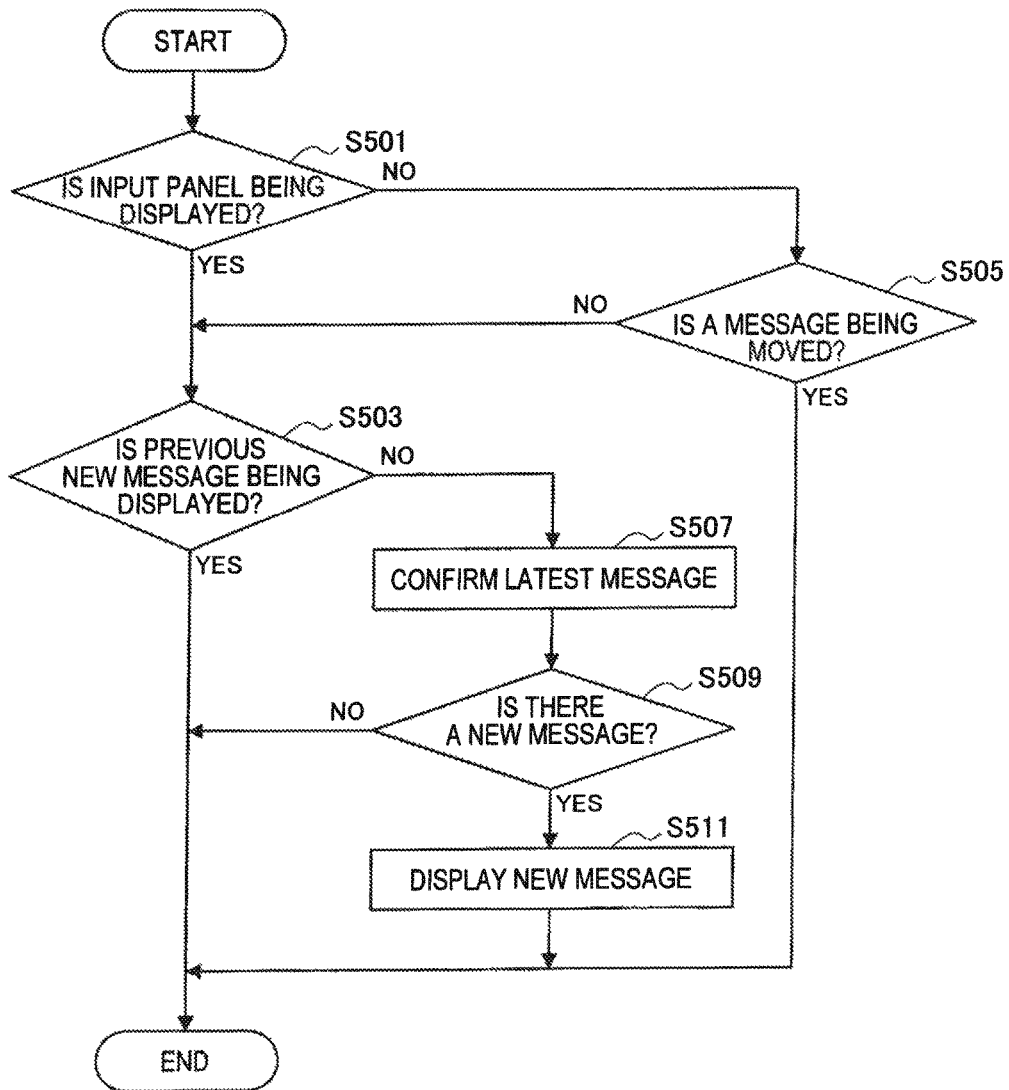 START
S501
IS INPUT PANEL BEING
DISPLAYED?
NO
YES
S505
IS A MESSAGE BEING
MOVED?
NO
YES
S503
IS PREVIOUS
NEW MESSAGE BEING
DISPLAYED?
NO
YES
S507
CONFIRM LATEST MESSAGE
S509
IS THERE
A NEW MESSAGE?
NO
YES
S511
DISPLAY NEW MESSAGE
END